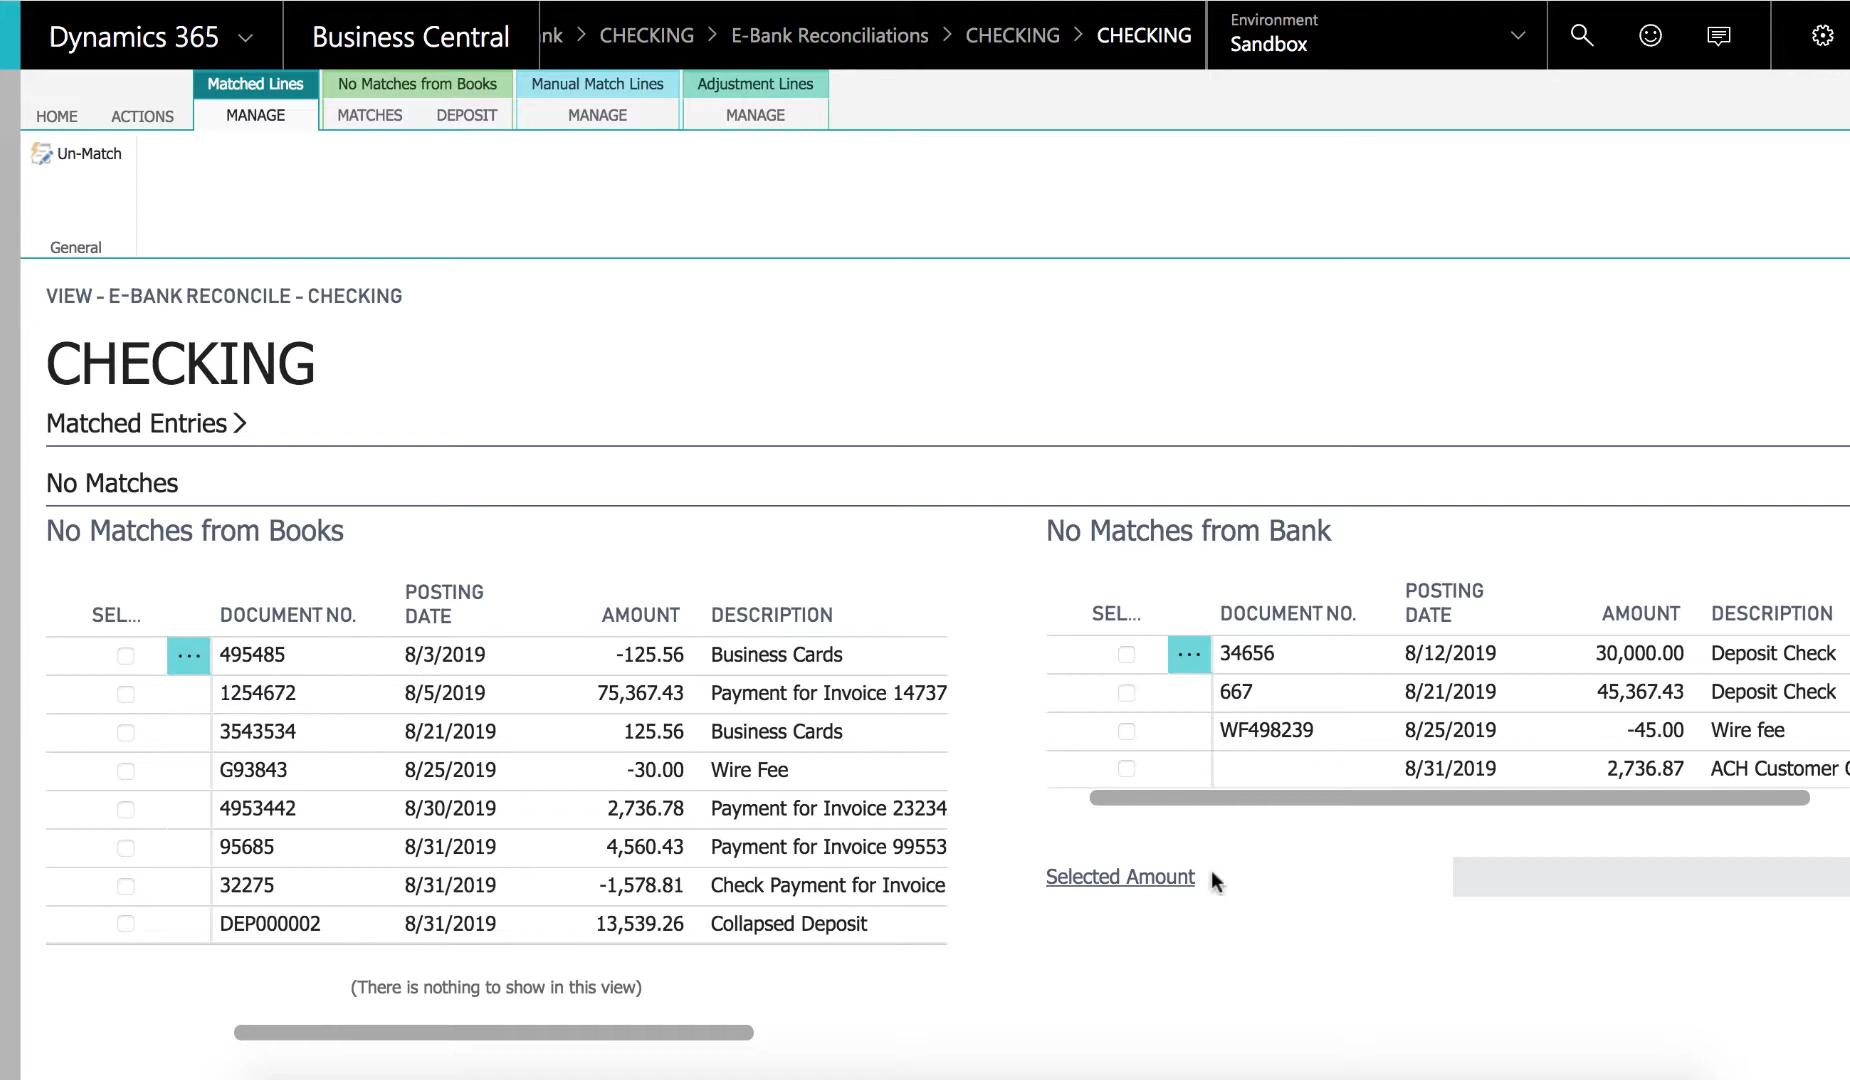 Dynamics 365 Business Central nk > CHECKING > E-Bank Reconciliations > CHECKING > CHECKING Environment
Sandbox
Matched Lines No Matches from Books Manual Match Lines Adjustment Lines
HOME ACTIONS MANAGE MATCHES DEPOSIT MANAGE MANAGE
Un-Match
General
VIEW - E-BANK RECONCILE - CHECKING
CHECKING
Matched Entries >
No Matches
No Matches from Books
SEL... DOCUMENT NO. POSTING DATE AMOUNT DESCRIPTION
... 495485 8/3/2019 -125.56 Business Cards
1254672 8/5/2019 75,367.43 Payment for Invoice 14737
3543534 8/21/2019 125.56 Business Cards
G93843 8/25/2019 -30.00 Wire Fee
4953442 8/30/2019 2,736.78 Payment for Invoice 23234
95685 8/31/2019 4,560.43 Payment for Invoice 99553
32275 8/31/2019 -1,578.81 Check Payment for Invoice
DEP000002 8/31/2019 13,539.26 Collapsed Deposit
(There is nothing to show in this view)
No Matches from Bank
SEL... DOCUMENT NO. POSTING DATE AMOUNT DESCRIPTION
... 34656 8/12/2019 30,000.00 Deposit Check
667 8/21/2019 45,367.43 Deposit Check
WF498239 8/25/2019 -45.00 Wire fee
8/31/2019 2,736.87 ACH Customer
Selected Amount